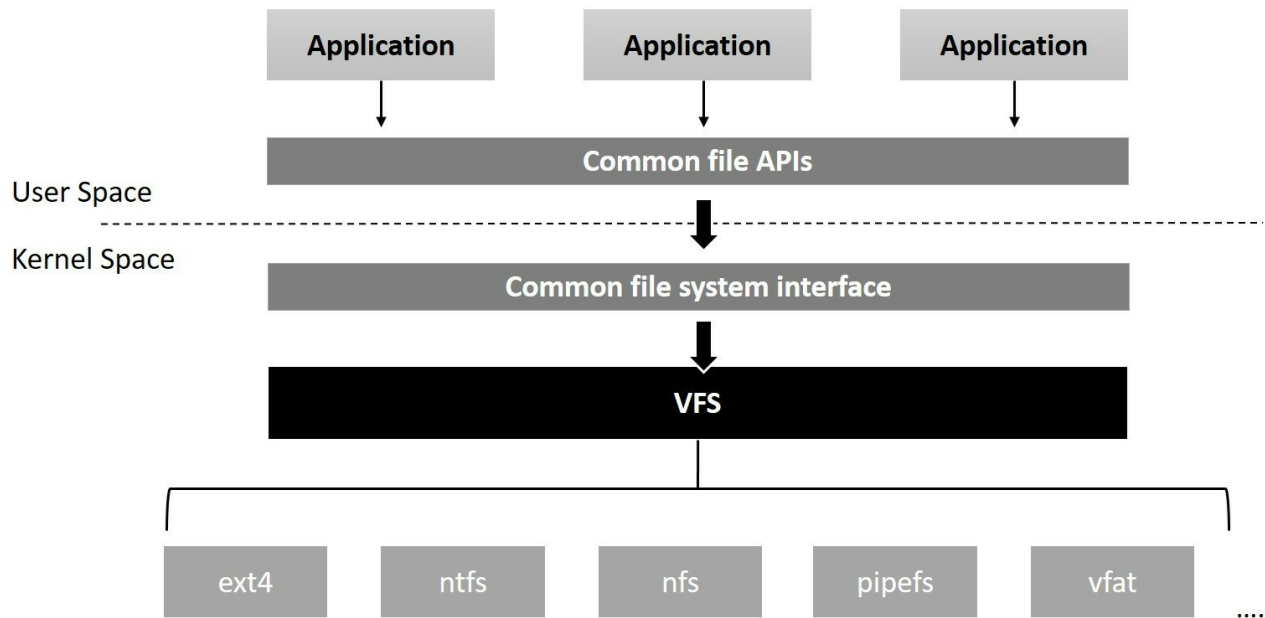 Application
Application
Application
Common file APIs
User Space
Kernel Space
Common file system interface
VFS
ext4
ntfs
nfs
pipefs
vfat
....